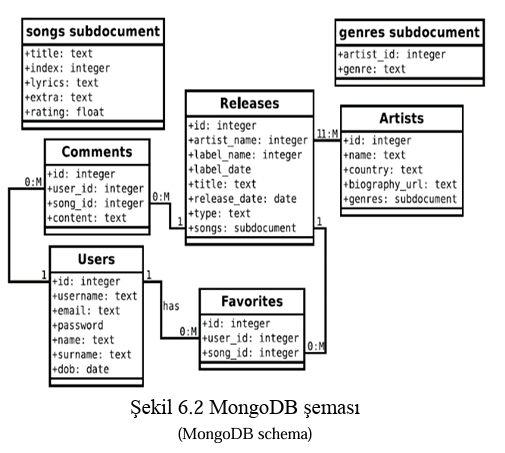 songs subdocument
+title: text
+index: integer
+lyrics: text
+extra: text
+rating: float
genres subdocument
+artist_id: integer
+genre: text
Releases
+id: integer
+artist_name: integer
+label_name: integer
+label_date
+title: text
+release_date: date
+type: text
+songs: subdocument
11:M
Artists
+id: integer
+name: text
+country: text
+biography_url: text
+genres: subdocument
Comments
+id: integer
+user_id: integer
+song_id: integer
+content: text
0:M
0:M
1
1
Users
+id: integer
+username: text
+email: text
+password
+name: text
+surname: text
+dob: date
1
1
has
0:M
Favorites
+id: integer
+user_id: integer
+song_id: integer
0:M
Şekil 6.2 MongoDB şeması
(MongoDB schema)